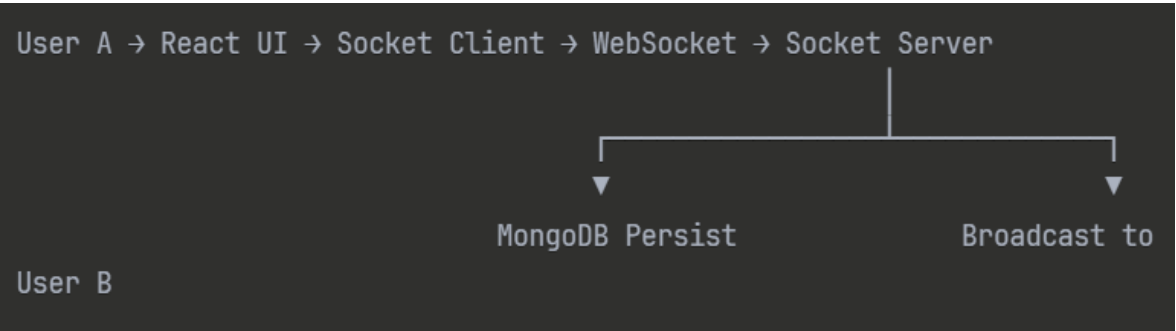 User A → React UI → Socket Client → WebSocket → Socket Server
MongoDB Persist Broadcast to
User B